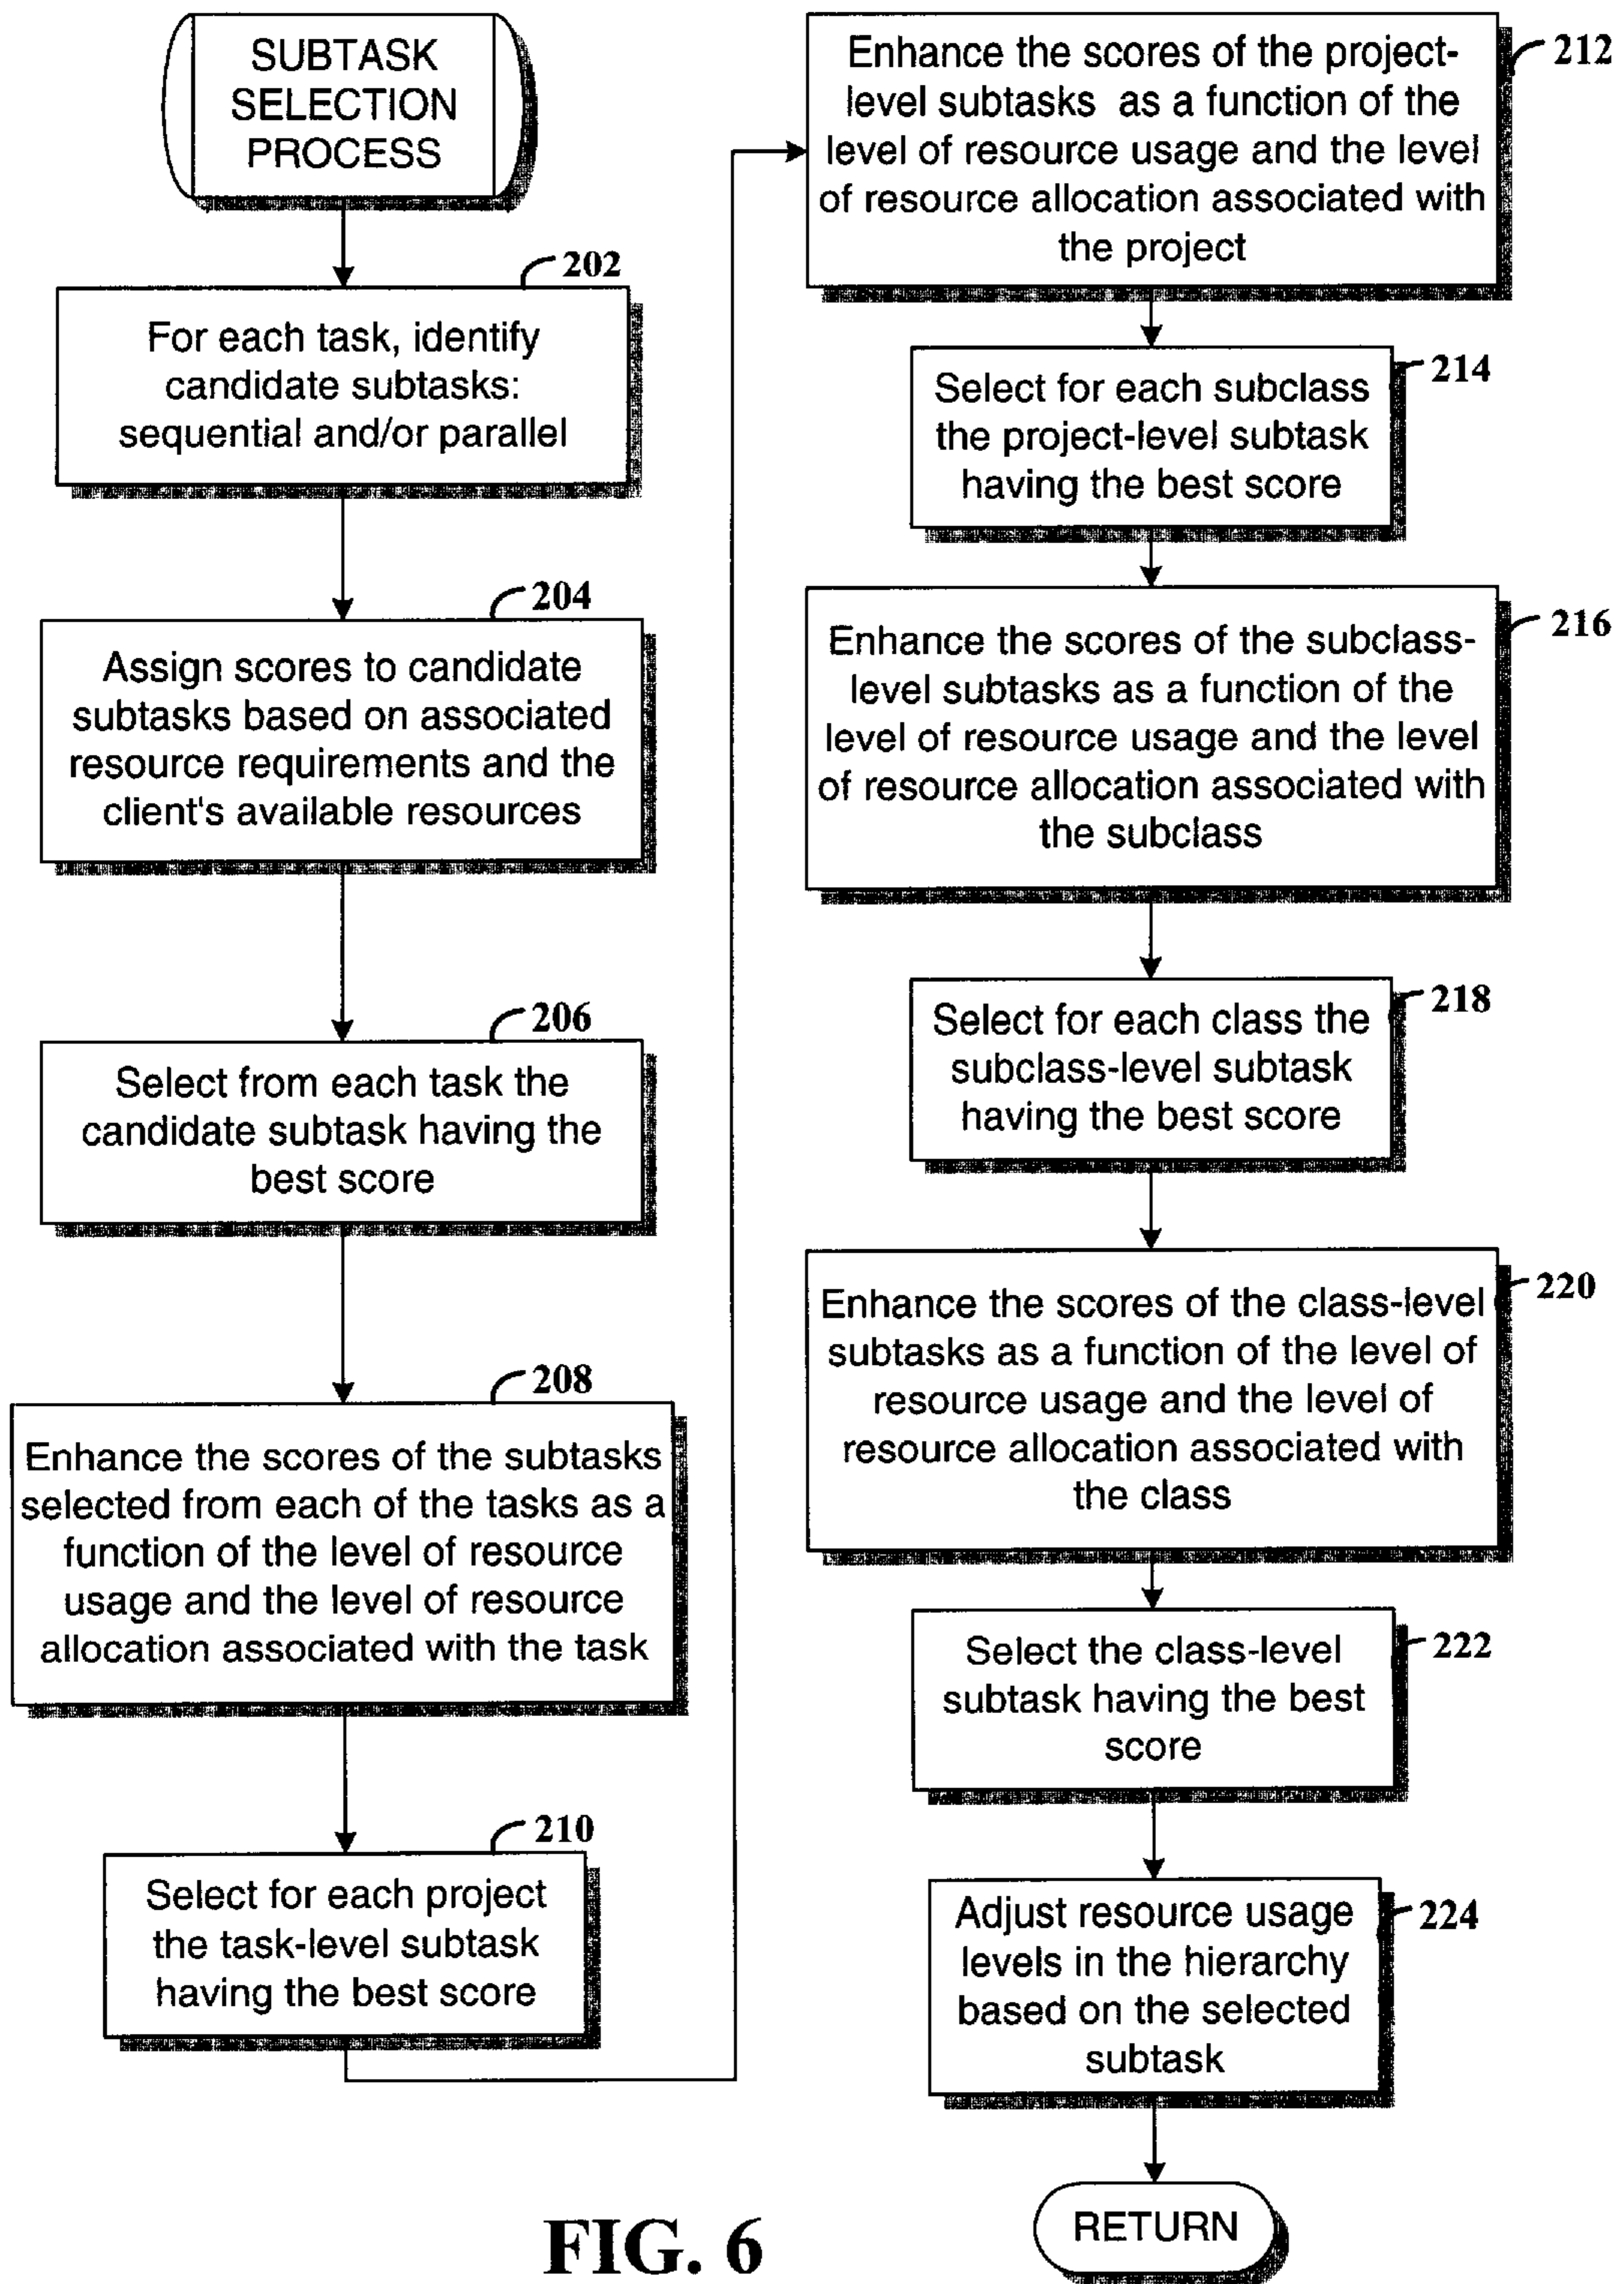 SUBTASK
SELECTION
PROCESS
202
For each task, identify
candidate subtasks:
sequential and/or parallel
204
Assign scores to candidate
subtasks based on associated
resource requirements and the
client's available resources
206
Select from each task the
candidate subtask having the
best score
208
Enhance the scores of the subtasks
selected from each of the tasks as a
function of the level of resource
usage and the level of resource
allocation associated with the task
210
Select for each project
the task-level subtask
having the best score
212
Enhance the scores of the project-
level subtasks as a function of the
level of resource usage and the level
of resource allocation associated with
the project
214
Select for each subclass
the project-level subtask
having the best score
216
Enhance the scores of the subclass-
level subtasks as a function of the
level of resource usage and the level
of resource allocation associated with
the subclass
218
Select for each class the
subclass-level subtask
having the best score
220
Enhance the scores of the class-level
subtasks as a function of the level of
resource usage and the level of
resource allocation associated with
the class
222
Select the class-level
subtask having the best
score
224
Adjust resource usage
levels in the hierarchy
based on the selected
subtask
RETURN
FIG. 6